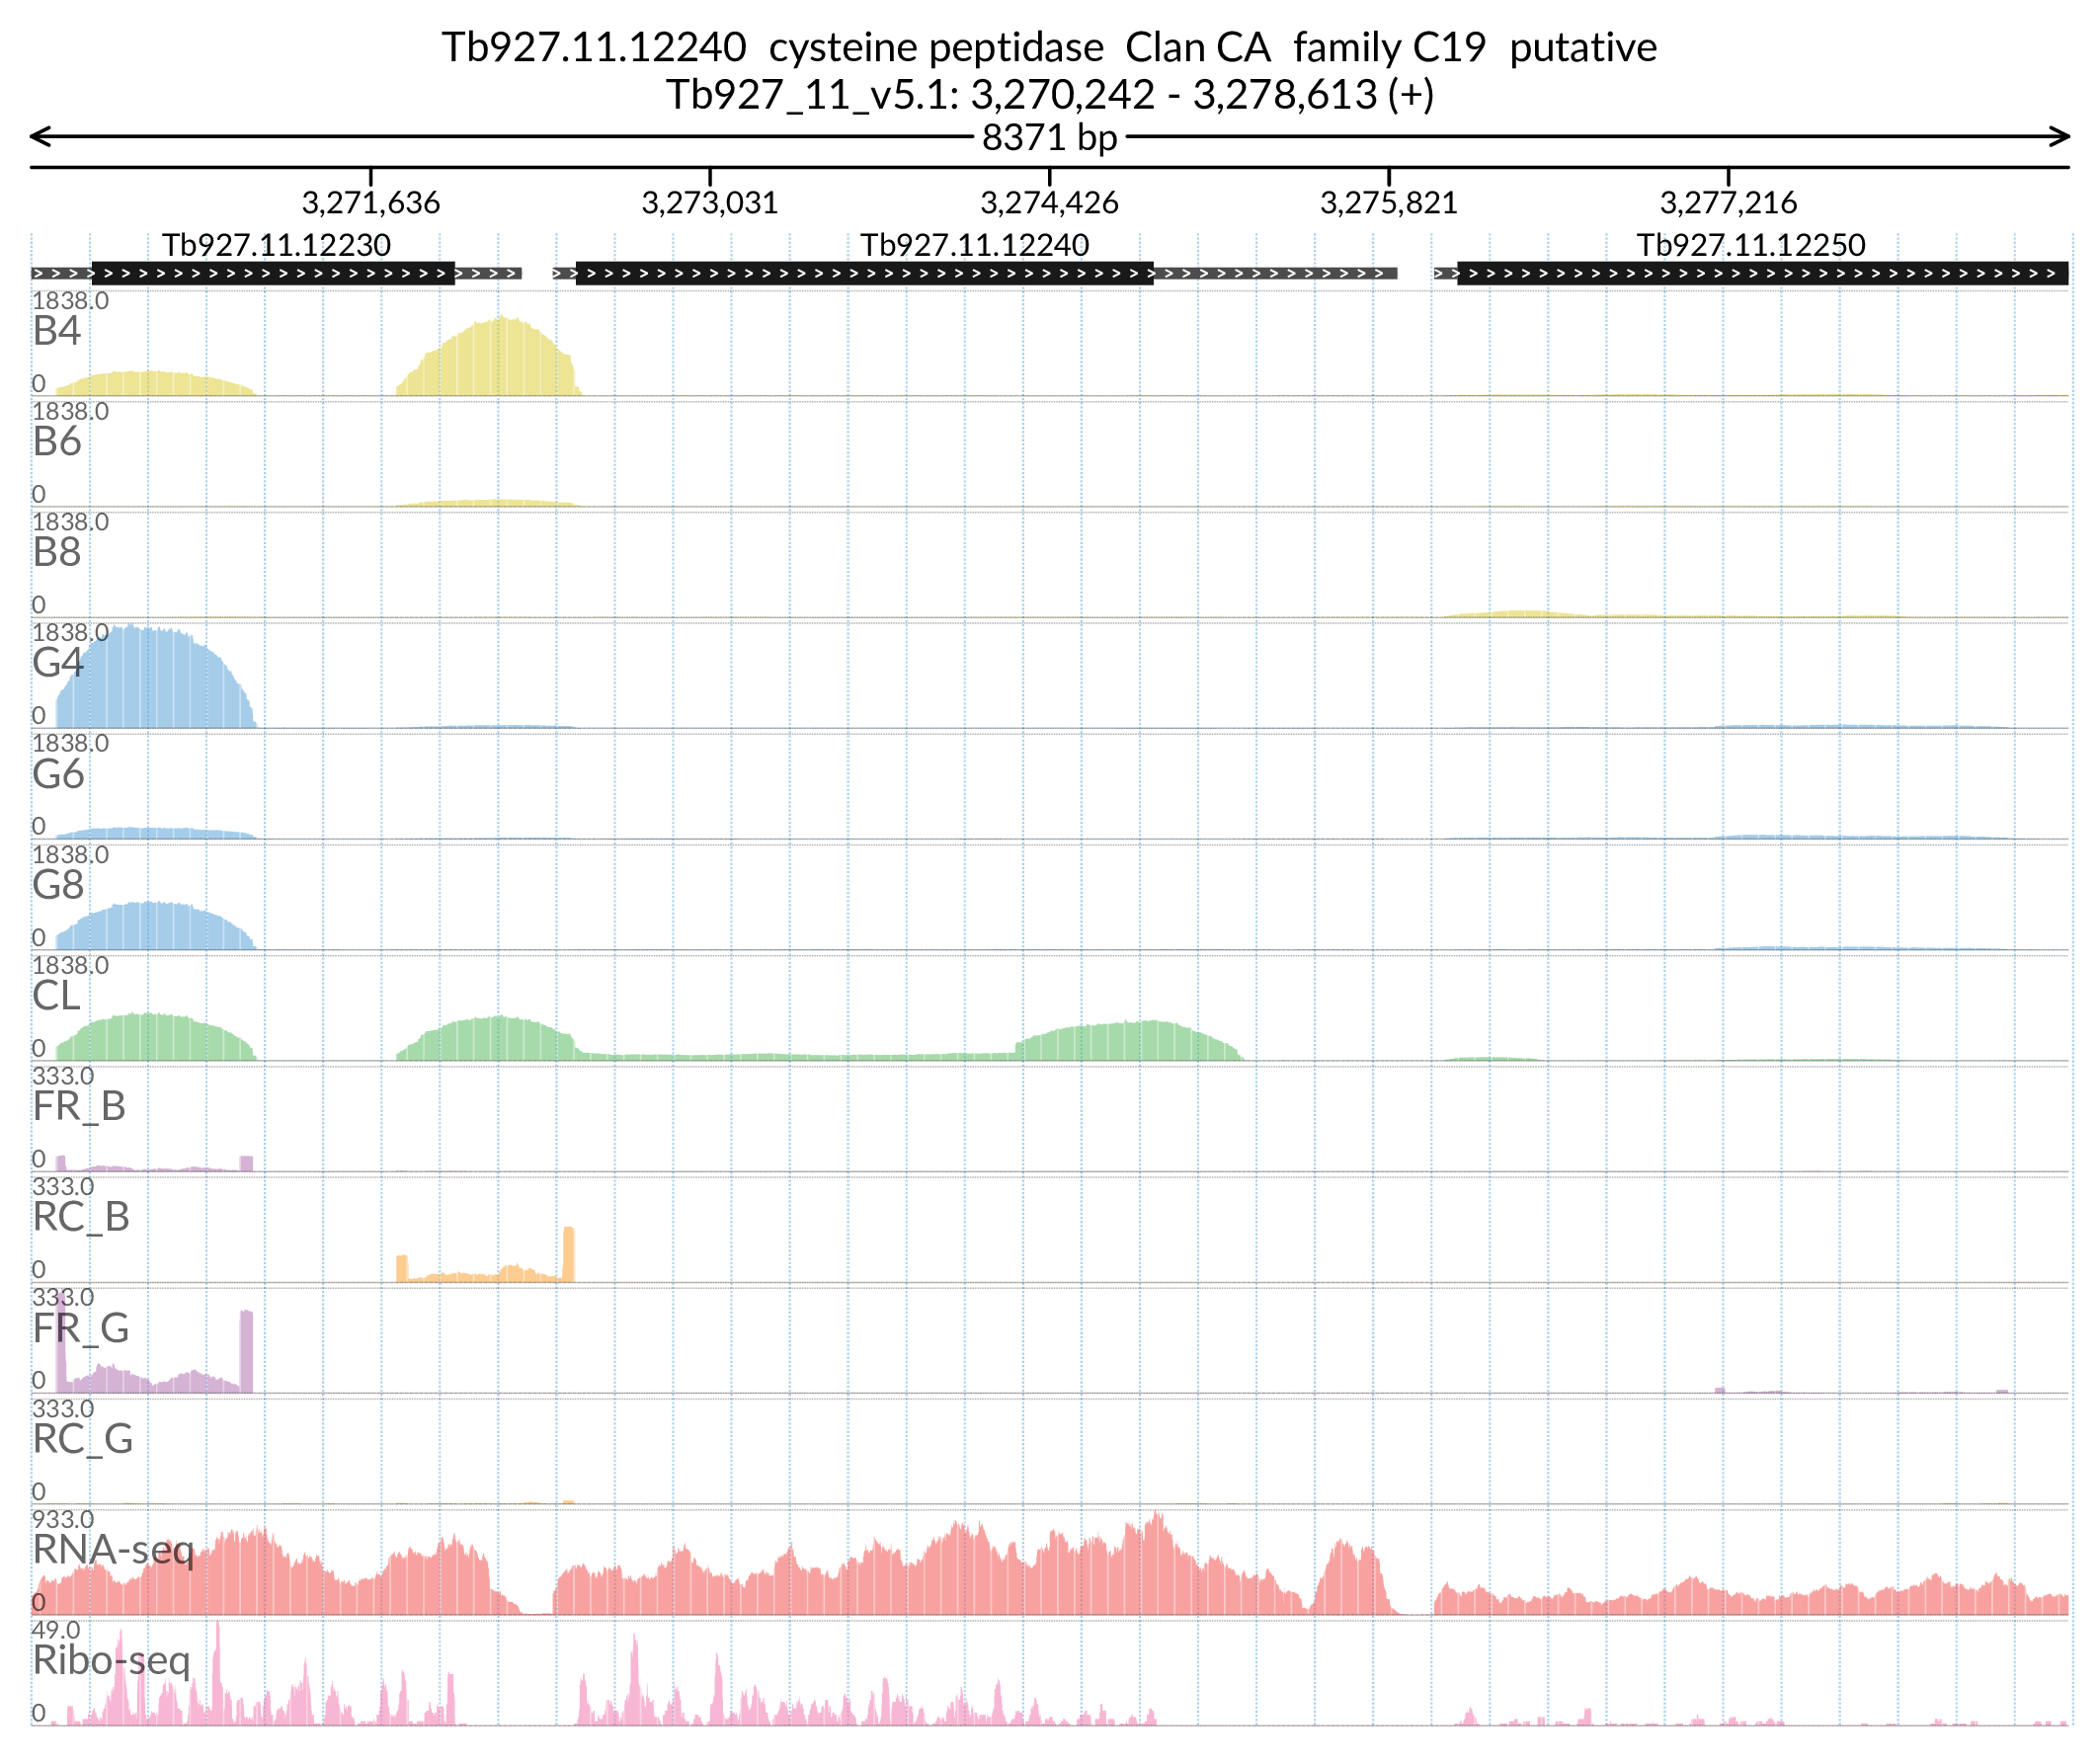 Tb927.11.12240 cysteine peptidase Clan CA family C19 putative
Tb927_11_v5.1: 3,270,242 - 3,278,613 (+)
8371 bp
3,271,636 3,273,031 3,274,426 3,275,821 3,277,216
Tb927.11.12230 Tb927.11.12240 Tb927.11.12250
1838.0
B4
0
1838.0
B6
0
1838.0
B8
0
1838.0
G4
0
1838.0
G6
0
1838.0
G8
0
1838.0
CL
0
333.0
FR_B
0
333.0
RC_B
0
333.0
FR_G
0
333.0
RC_G
0
933.0
RNA-seq
0
49.0
Ribo-seq
0